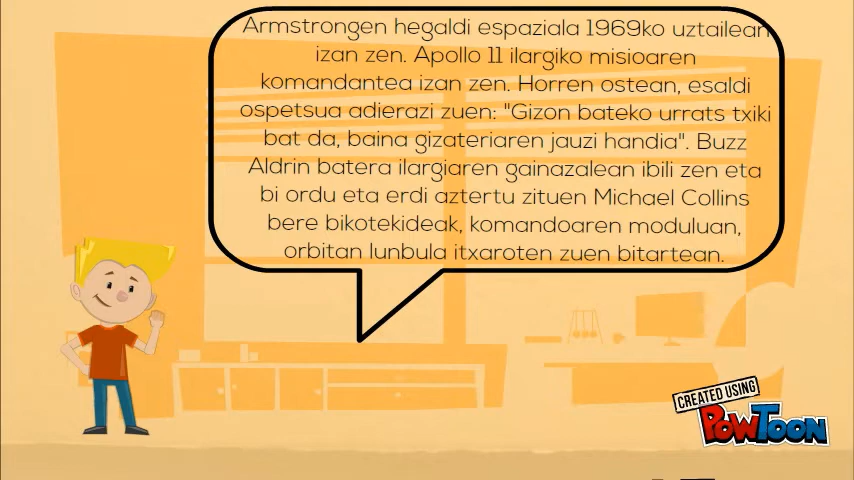 Armstrongen hegaldi espaziala 1969ko uztailean
izan zen. Apollo 11 ilargiko misioaren
komandantea izan zen. Horren ostean, esaldi
ospetsua adierazi zuen: "Gizon bateko urrats txiki
bat da, baina gizateriaren jauzi handia". Buzz
Aldrin batera ilargiaren gainazalean ibili zen eta
bi ordu eta erdi aztertu zituen Michael Collins
bere bikotekideak, komandoaren moduluan,
orbitan lunbula itxaroten zuen bitartean.
CREATED USING
POWTOON